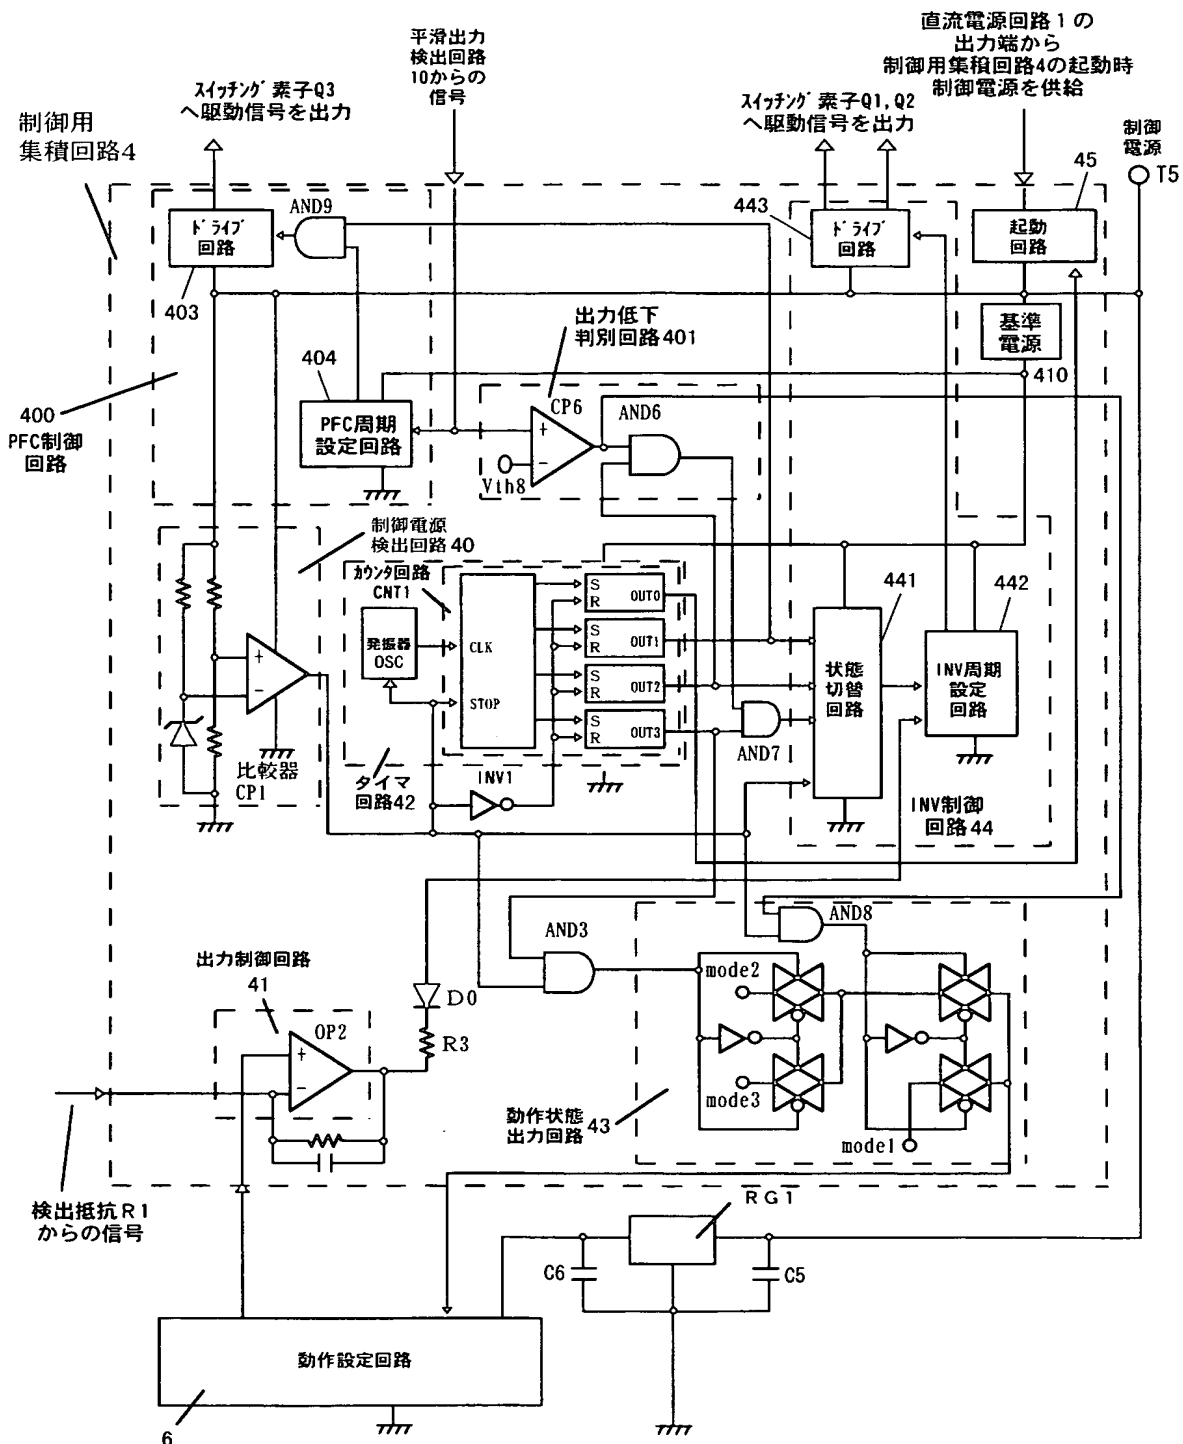 直流電源回路1の
出力端から
制御用集積回路4の起動時
制御電源を供給
平滑出力
検出回路
10からの
信号
スイッチング素子Q3
へ駆動信号を出力
スイッチング素子Q1,Q2
へ駆動信号を出力
制御
電源
T5
制御用
集積回路4
45
443
AND9
ドライブ
回路
ドライブ
回路
起動
回路
403
出力低下
判別回路401
基準
電源
404
410
400
PFC制御
回路
PFC周期
設定回路
CP6
AND6
+
-
Vth8
制御電源
検出回路40
カウンタ回路
CNT1
441
442
発振器
OSC
CLK
STOP
S
R
OUT0
S
R
OUT1
S
R
OUT2
S
R
OUT3
状態
切替
回路
INV周期
設定
回路
+
-
AND7
比較器
CP1
タイマ
回路42
INV1
INV制御
回路44
AND8
AND3
出力制御回路
41
mode2
D0
OP2
+
-
R3
mode3
動作状態
出力回路43
mode1
検出抵抗R1
からの信号
RG1
C6
C5
動作設定回路
6